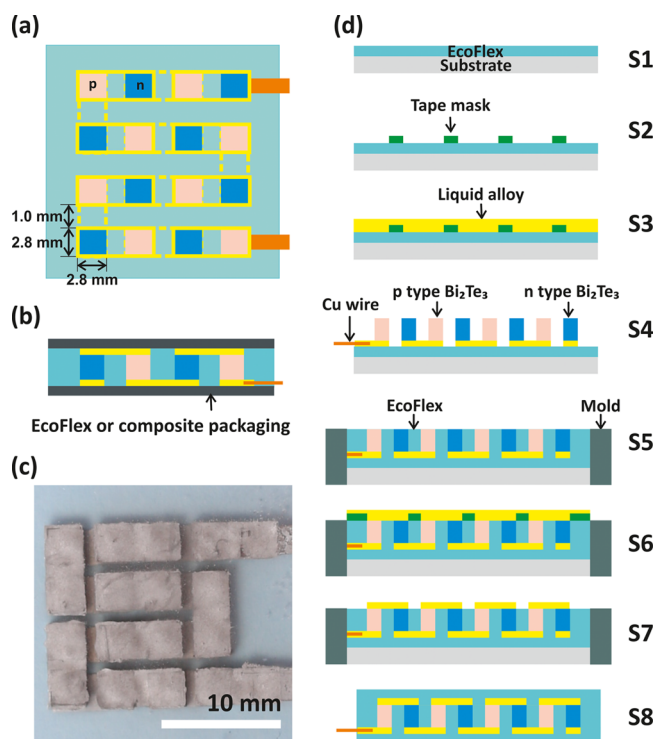 (a)
p
n
1.0 mm
2.8 mm
2.8 mm
(b)
EcoFlex or composite packaging
(c)
10 mm
(d)
EcoFlex
Substrate
S1
Tape mask
S2
Liquid alloy
S3
p type Bi₂Te₃
n type Bi₂Te₃
Cu wire
S4
EcoFlex
Mold
S5
S6
S7
S8